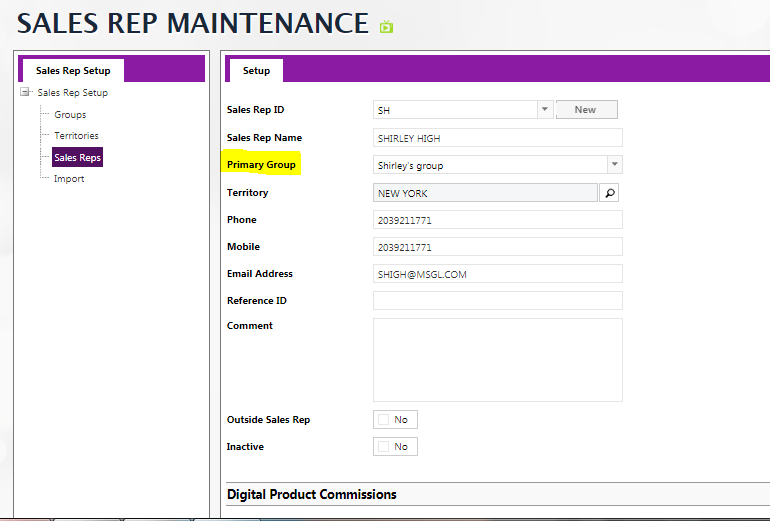 SALES REP MAINTENANCE
Sales Rep Setup
Sales Rep Setup
Groups
Territories
Sales Reps
Import
Setup
Sales Rep ID SH New
Sales Rep Name SHIRLEY HIGH
Primary Group Shirley's group
Territory NEW YORK
Phone 2039211771
Mobile 2039211771
Email Address SHIGH@MSGL.COM
Reference ID
Comment
Outside Sales Rep No
Inactive No
Digital Product Commissions